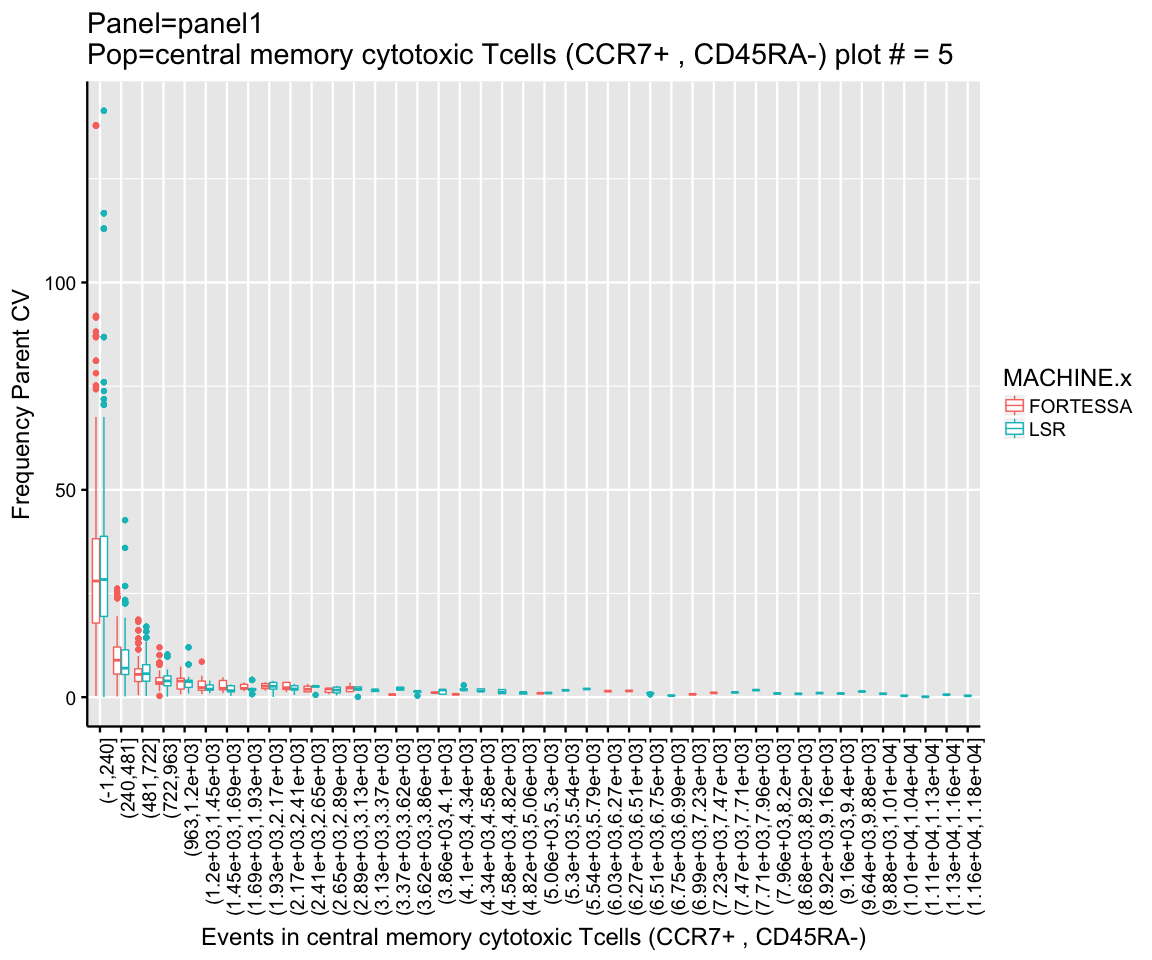 Panel=panel1
Pop=central memory cytotoxic Tcells (CCR7+ , CD45RA-) plot # = 5
Frequency Parent CV
100
50
0
(-1,240]
(240,481]
(481,722]
(722,963]
(963,1.2e+03]
(1.2e+03,1.45e+03]
(1.45e+03,1.69e+03]
(1.69e+03,1.93e+03]
(1.93e+03,2.17e+03]
(2.17e+03,2.41e+03]
(2.41e+03,2.65e+03]
(2.65e+03,2.89e+03]
(2.89e+03,3.13e+03]
(3.13e+03,3.37e+03]
(3.37e+03,3.62e+03]
(3.62e+03,3.86e+03]
(3.86e+03,4.1e+03]
(4.1e+03,4.34e+03]
(4.34e+03,4.58e+03]
(4.58e+03,4.82e+03]
(4.82e+03,5.06e+03]
(5.06e+03,5.3e+03]
(5.3e+03,5.54e+03]
(5.54e+03,5.79e+03]
(6.03e+03,6.27e+03]
(6.27e+03,6.51e+03]
(6.51e+03,6.75e+03]
(6.75e+03,6.99e+03]
(6.99e+03,7.23e+03]
(7.23e+03,7.47e+03]
(7.47e+03,7.71e+03]
(7.71e+03,7.96e+03]
(7.96e+03,8.2e+03]
(8.68e+03,8.92e+03]
(8.92e+03,9.16e+03]
(9.16e+03,9.4e+03]
(9.64e+03,9.88e+03]
(9.88e+03,1.01e+04]
(1.01e+04,1.04e+04]
(1.11e+04,1.13e+04]
(1.13e+04,1.16e+04]
(1.16e+04,1.18e+04]
Events in central memory cytotoxic Tcells (CCR7+ , CD45RA-)
MACHINE.x
FORTESSA
LSR